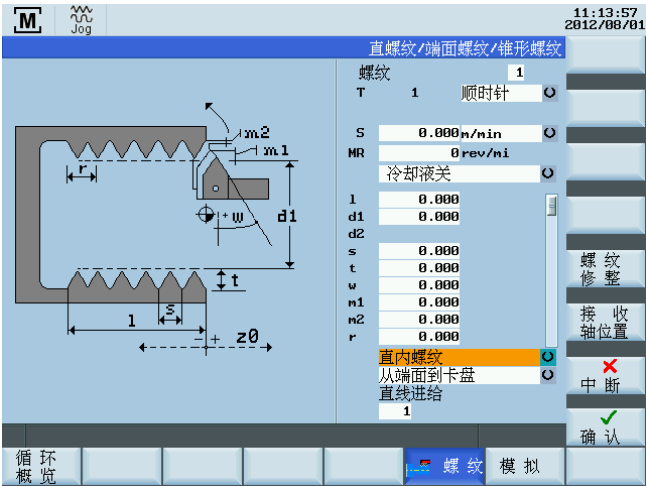 M
Jog
11:13:57
2012/08/01
直螺纹/端面螺纹/锥形螺纹
螺纹 1
T 1 顺时针
S 0.000 m/min
MR 0 rev/mi
冷却液关
l 0.000
d1 0.000
d2
s 0.000
t 0.000
w 0.000
m1 0.000
m2 0.000
r 0.000
直内螺纹
从端面到卡盘
直线进给
1
m2
m1
r
w
d1
t
s
l
- + z0
螺纹
修整
接收
轴位置
中断
确认
循环
概览
螺纹
模拟